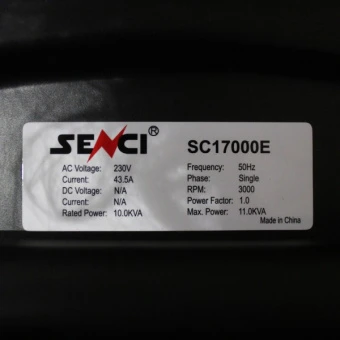 SENCI® SC17000E
AC Voltage: 230V Frequency: 50Hz
Current: 43.5A Phase: Single
DC Voltage: N/A RPM: 3000
Current: N/A Power Factor: 1.0
Rated Power: 10.0KVA Max. Power: 11.0KVA
Made in China